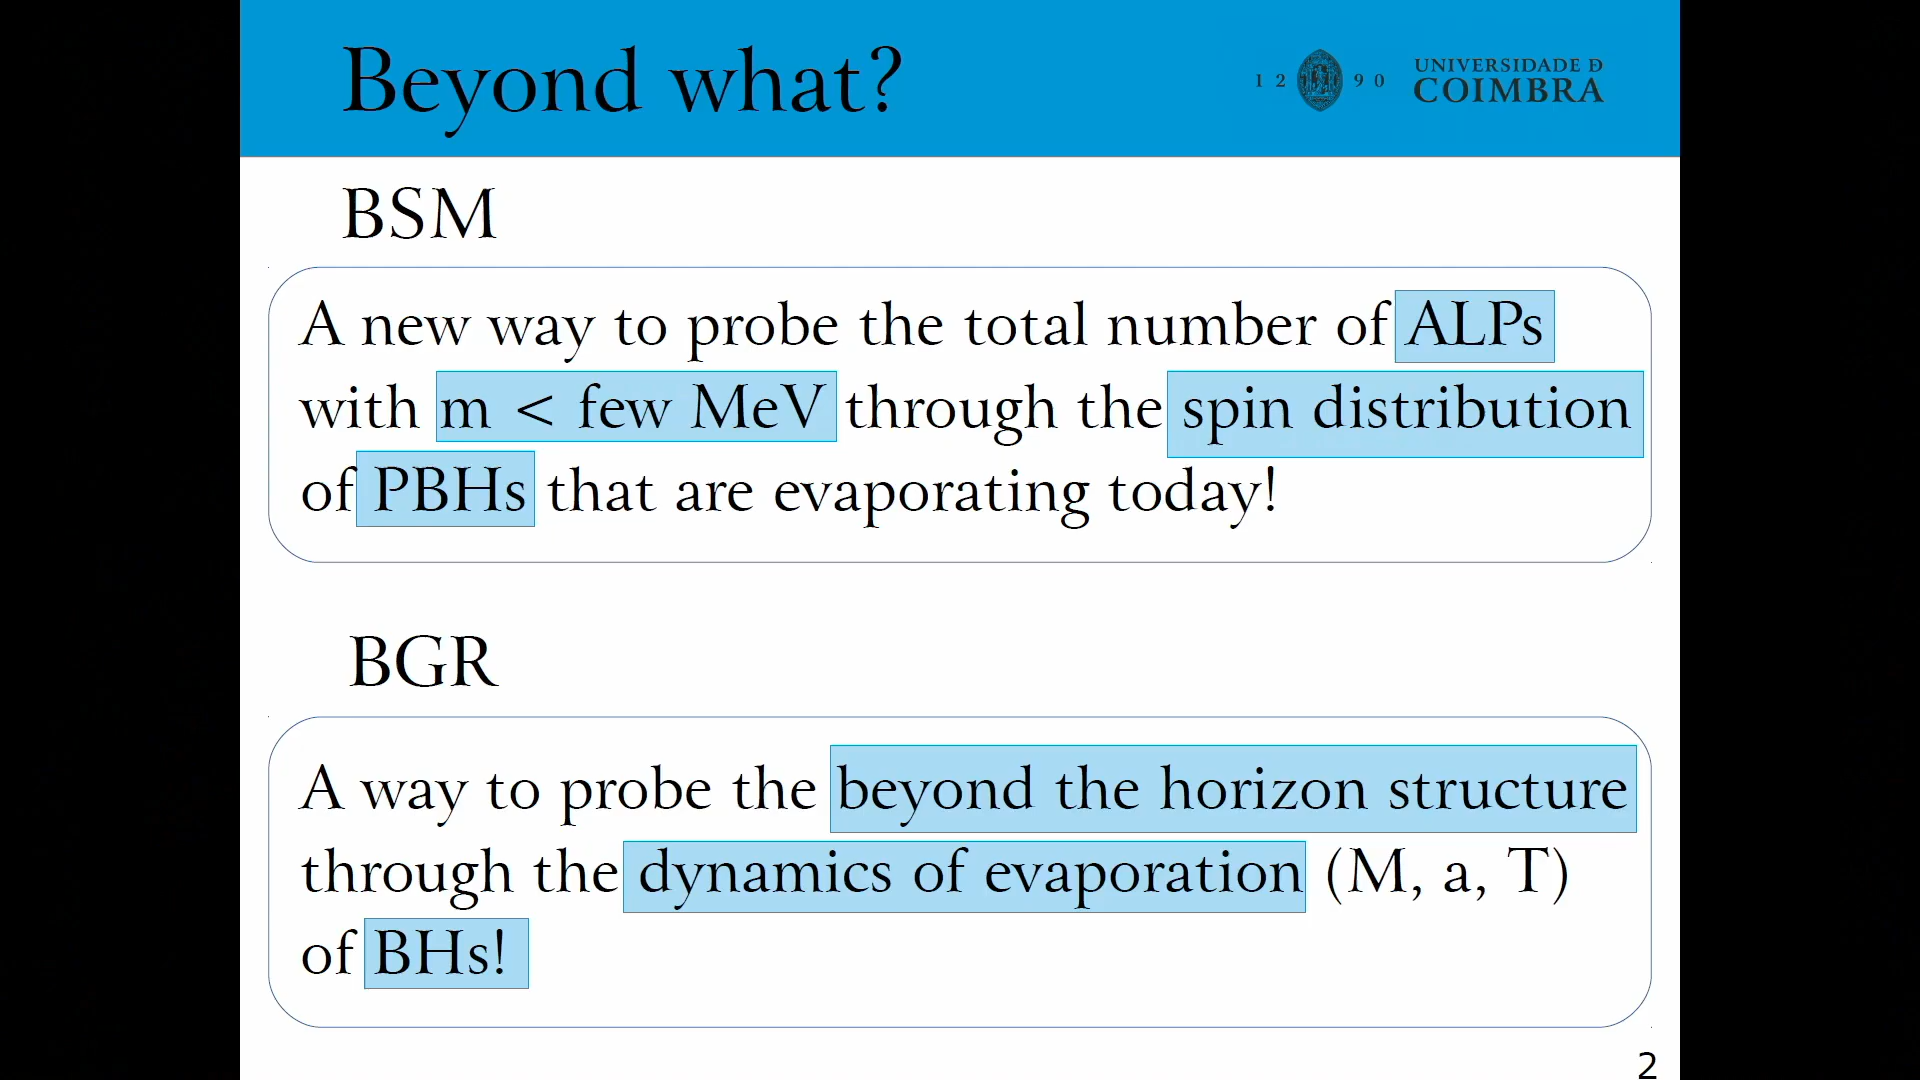 Beyond what?
1 2 9 0
UNIVERSIDADE Ð
COIMBRA
BSM
A new way to probe the total number of ALPs
with m < few MeV through the spin distribution
of PBHs that are evaporating today!
BGR
A way to probe the beyond the horizon structure
through the dynamics of evaporation (M, a, T)
of BHs!
2